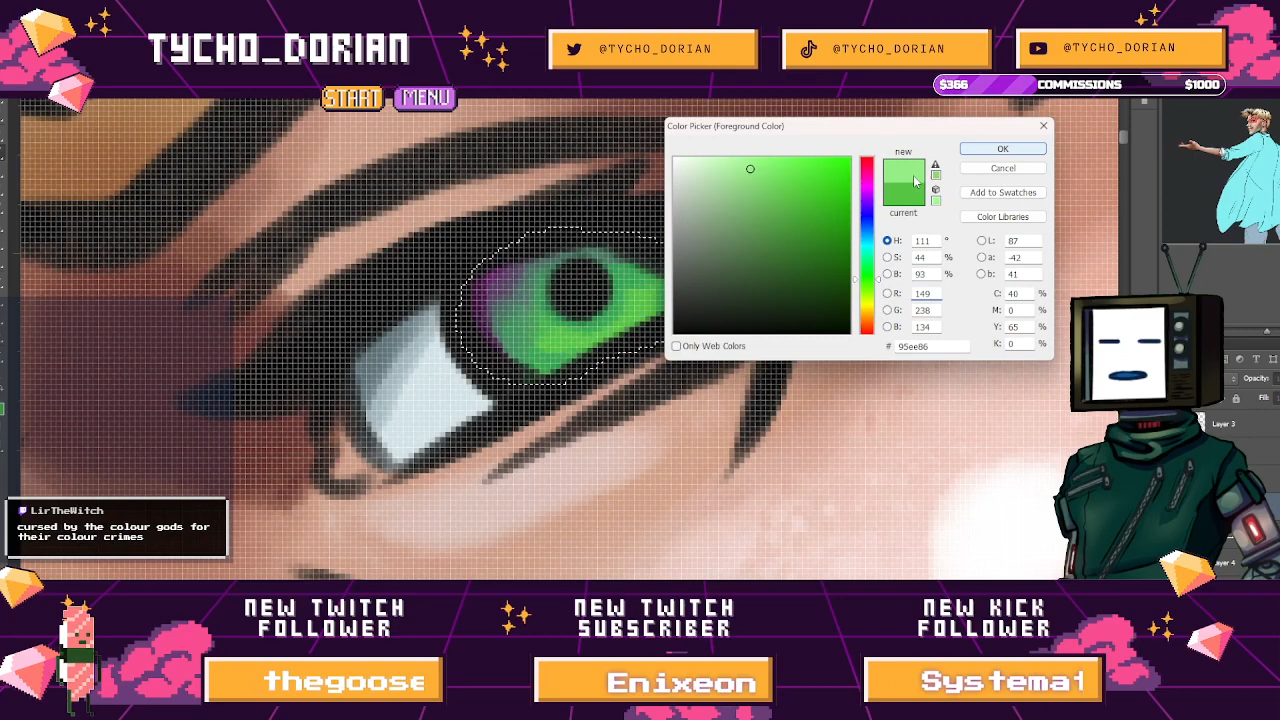 TYCHO_DORIAN
@TYCHO_DORIAN
@TYCHO_DORIAN
@TYCHO_DORIAN
START
MENU
$366
COMMISSIONS
$1000
Color Picker (Foreground Color)
new
current
OK
Cancel
Add to Swatches
Color Libraries
H: 111 °
S: 44 %
B: 93 %
R: 149
G: 238
B: 134
L: 87
a: -42
b: 41
C: 40 %
M: 0 %
Y: 65 %
K: 0 %
# 95ee86
Only Web Colors
Opacity:
Fill:
Layer 3
LirTheWitch
cursed by the colour gods for
their colour crimes
NEW TWITCH
FOLLOWER
thegoose
NEW TWITCH
SUBSCRIBER
Enixeon
NEW KICK
FOLLOWER